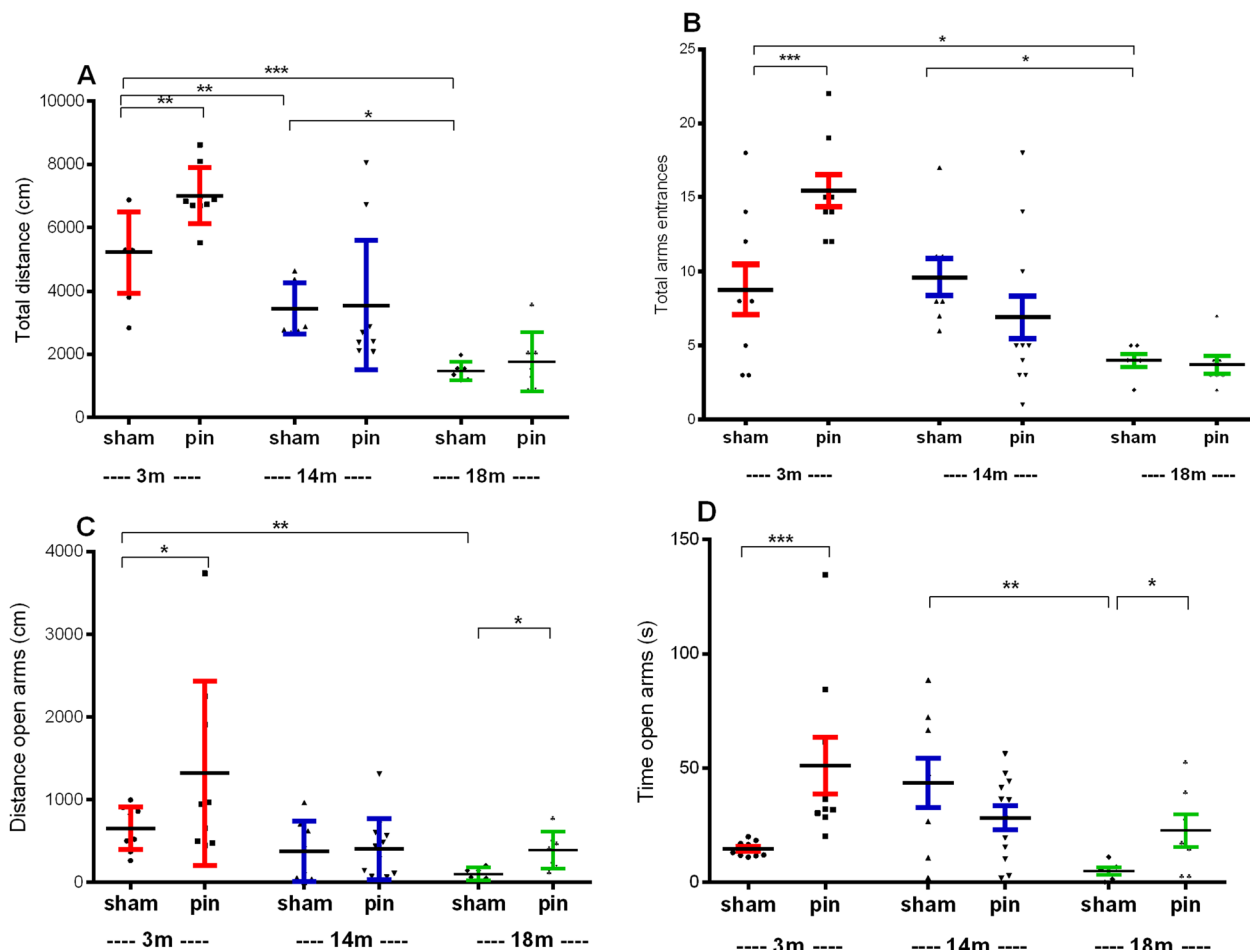 A
Total distance (cm)
***
**
**
*
10000
8000
6000
4000
2000
0
sham pin sham pin sham pin
---- 3m ---- ---- 14m ---- ---- 18m ----
B
Total arms entrances
*
***
*
25
20
15
10
5
0
sham pin sham pin sham pin
---- 3m ---- ---- 14m ---- ---- 18m ----
C
Distance open arms (cm)
**
*
*
4000
3000
2000
1000
0
sham pin sham pin sham pin
---- 3m ---- ---- 14m ---- ---- 18m ----
D
Time open arms (s)
***
**
*
150
100
50
0
sham pin sham pin sham pin
---- 3m ---- ---- 14m ---- ---- 18m ----